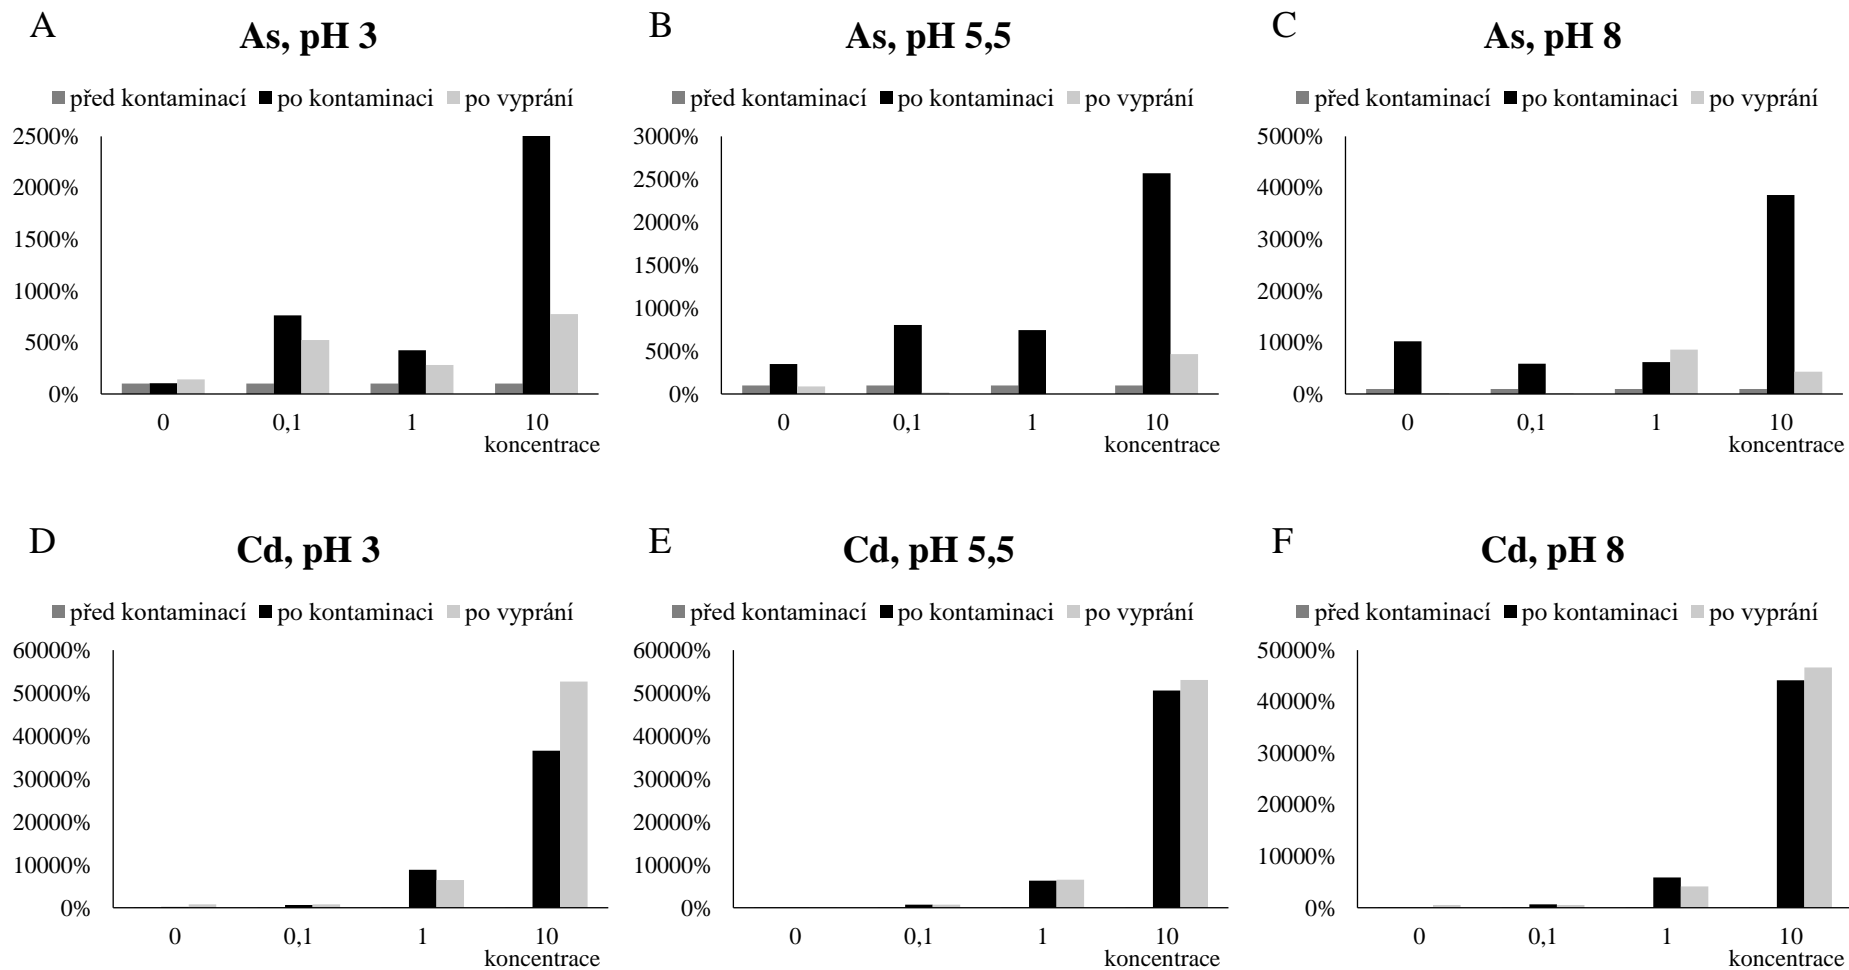 A
As, pH 3
před kontaminací po kontaminaci po vyprání
2500%
2000%
1500%
1000%
500%
0%
0 0,1 1 10
koncentrace
B
As, pH 5,5
před kontaminací po kontaminaci po vyprání
3000%
2500%
2000%
1500%
1000%
500%
0%
0 0,1 1 10
koncentrace
C
As, pH 8
před kontaminací po kontaminaci po vyprání
5000%
4000%
3000%
2000%
1000%
0%
0 0,1 1 10
koncentrace
D
Cd, pH 3
před kontaminací po kontaminaci po vyprání
60000%
50000%
40000%
30000%
20000%
10000%
0%
0 0,1 1 10
koncentrace
E
Cd, pH 5,5
před kontaminací po kontaminaci po vyprání
60000%
50000%
40000%
30000%
20000%
10000%
0%
0 0,1 1 10
koncentrace
F
Cd, pH 8
před kontaminací po kontaminaci po vyprání
50000%
40000%
30000%
20000%
10000%
0%
0 0,1 1 10
koncentrace